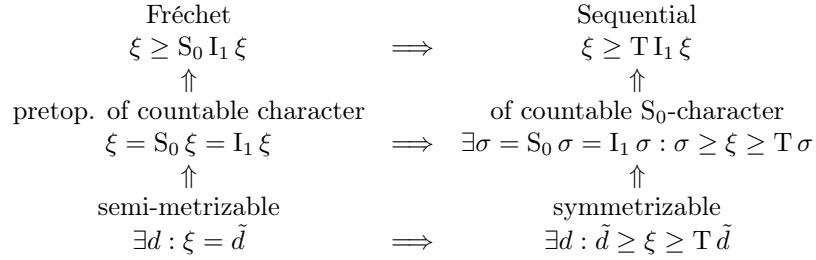 Fréchet Sequential
ξ ≥ S₀ I₁ ξ ⟹ ξ ≥ T I₁ ξ
⇑ ⇑
pretop. of countable character of countable S₀-character
ξ = S₀ ξ = I₁ ξ ⟹ ∃σ = S₀ σ = I₁ σ : σ ≥ ξ ≥ T σ
⇑ ⇑
semi-metrizable symmetrizable
∃d : ξ = d̃ ⟹ ∃d : d̃ ≥ ξ ≥ T d̃